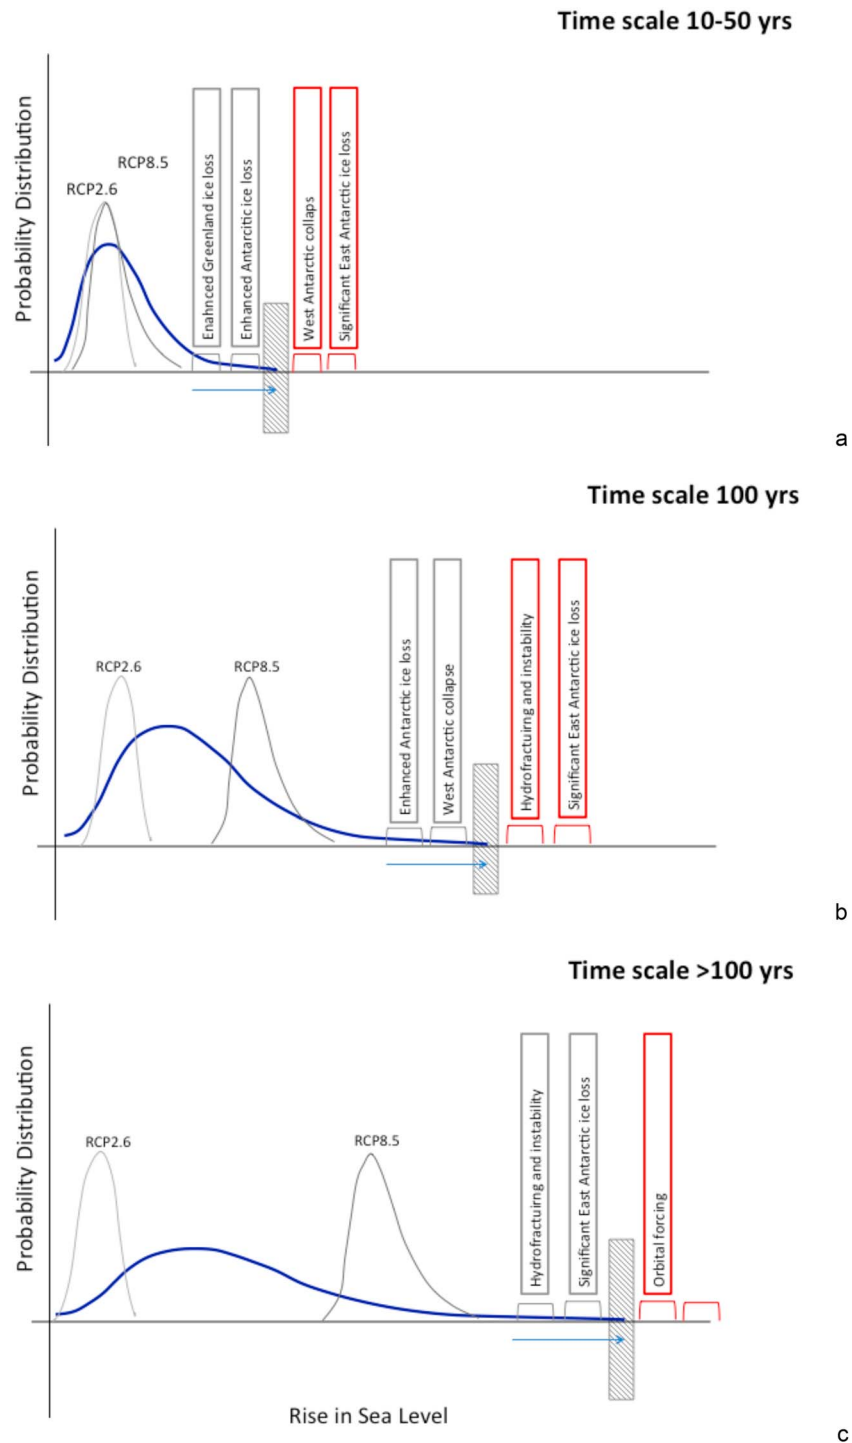 Time scale 10-50 yrs
Probability Distribution
RCP8.5
RCP2.6
Enahnced Greenland ice loss
Enhanced Antarcitic ice loss
West Antarctic collaps
Significant East Antarctic ice loss
a
Time scale 100 yrs
Probability Distribution
RCP2.6
RCP8.5
Enhanced Antarctic ice loss
West Antarctic collapse
Hydrofractuirng and instability
Significant East Antarctic ice loss
b
Time scale >100 yrs
Probability Distribution
RCP2.6
RCP8.5
Hydrofractuirng and instability
Significant East Antarctic ice loss
Orbital forcing
Rise in Sea Level
c